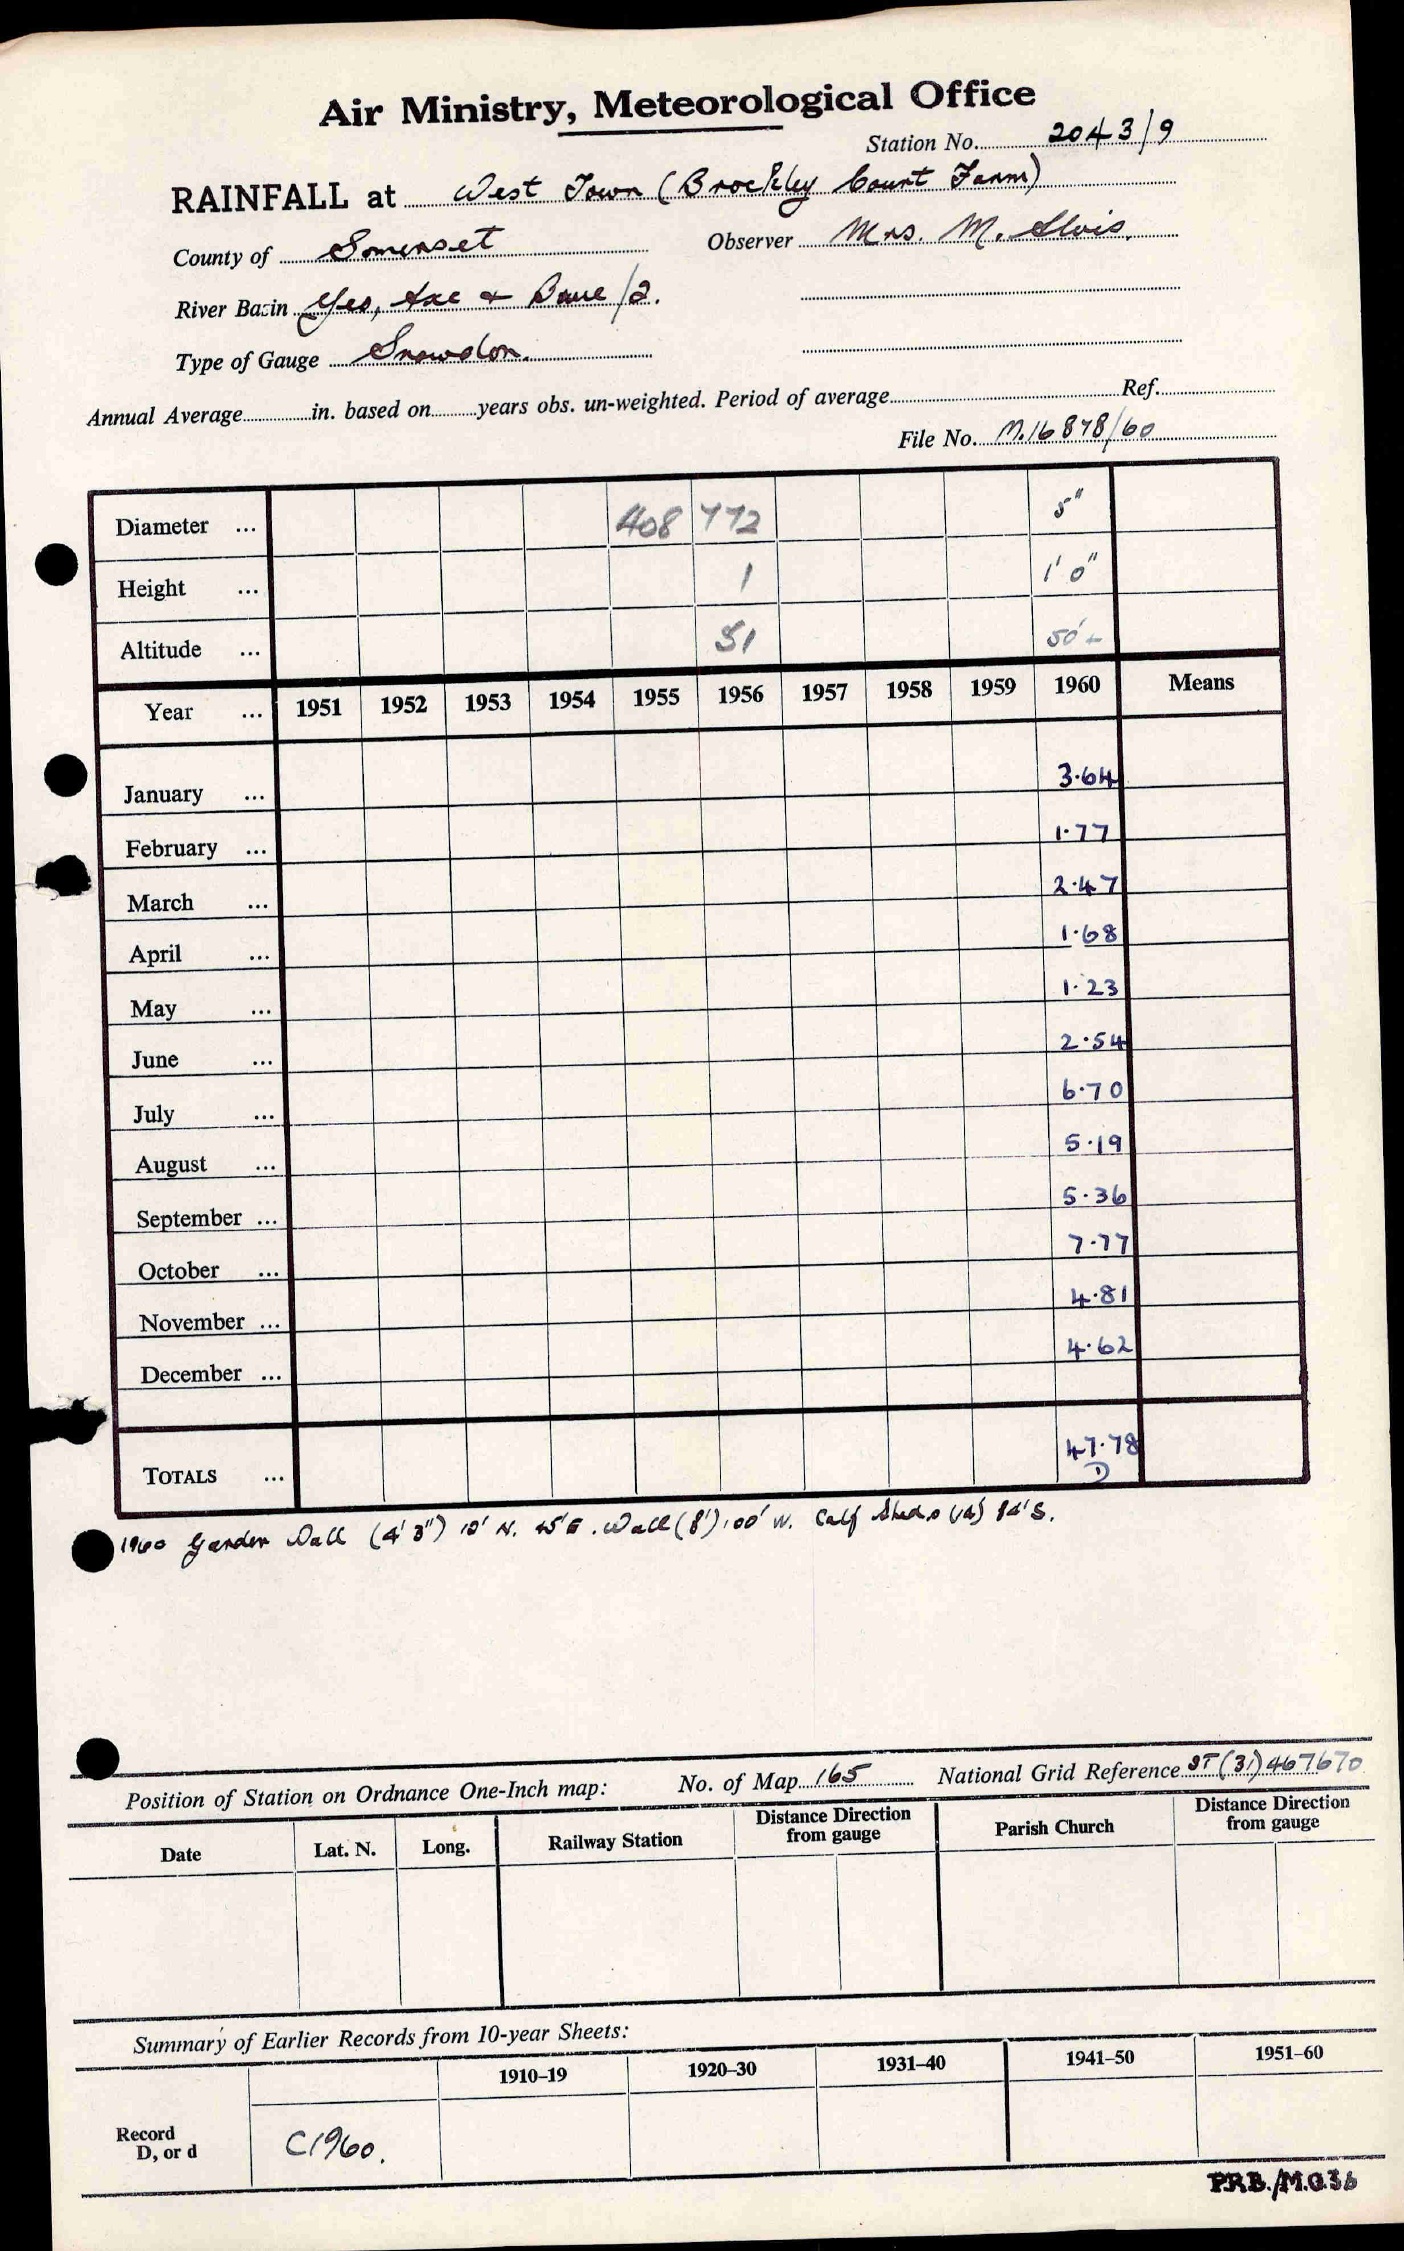 Air Ministry, Meteorological Office
Station No. 2043/9
RAINFALL at West Town (Brockley Court Farm)
County of Somerset Observer Mrs. M. Alvis.
River Basin Yeo, Axe & Brue /2.
Type of Gauge Snowdon.
Annual Average in. based on years obs. un-weighted. Period of average Ref.
File No. M.16878/60
Diameter ... 408 772 5"
Height ... 1 1' 0"
Altitude ... 51 50'+
Year ... 1951 1952 1953 1954 1955 1956 1957 1958 1959 1960 Means
January ... 3.64
February ... 1.77
March ... 2.47
April ... 1.68
May ... 1.23
June ... 2.54
July ... 6.70
August ... 5.19
September ... 5.36
October ... 7.77
November ... 4.81
December ... 4.62
TOTALS ... 47.78
D
1960 Garden Wall (4' 3") 10' N. 45' E. Wall (8') 100' W. Calf Sheds (12') 84' S.
Position of Station on Ordnance One-Inch map: No. of Map 165 National Grid Reference ST (31) 467670
Date Lat. N. Long. Railway Station Distance Direction from gauge Parish Church Distance Direction from gauge
Summary of Earlier Records from 10-year Sheets:
1910–19 1920–30 1931–40 1941–50 1951–60
Record
D, or d C1960.
P.R.B./M.O.36